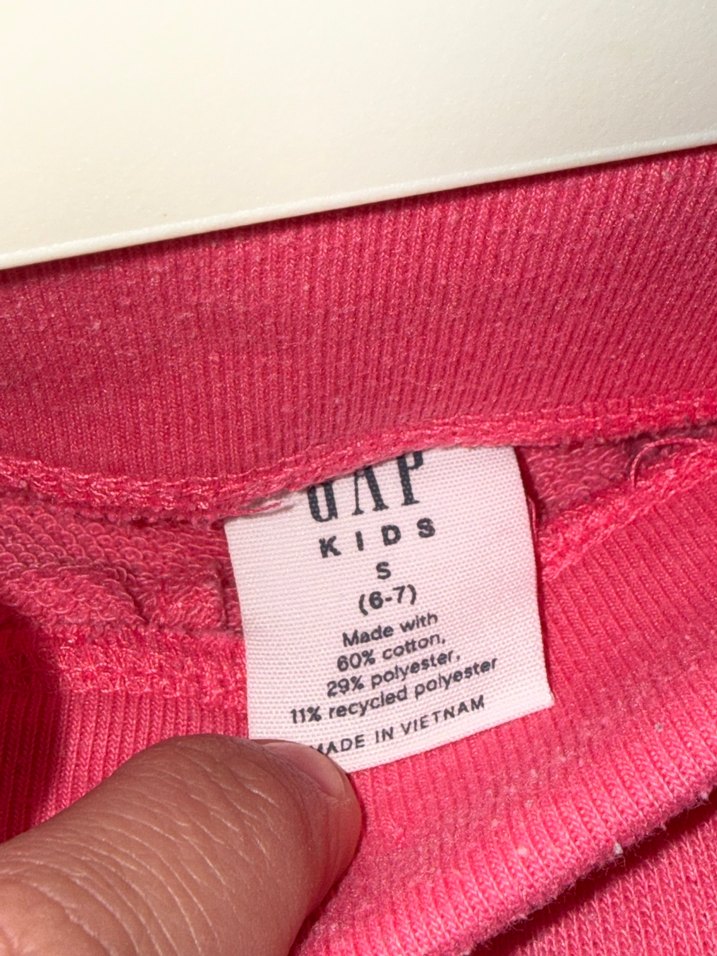 GAP
KIDS
S
(6-7)
Made with
60% cotton,
29% polyester,
11% recycled polyester
MADE IN VIETNAM